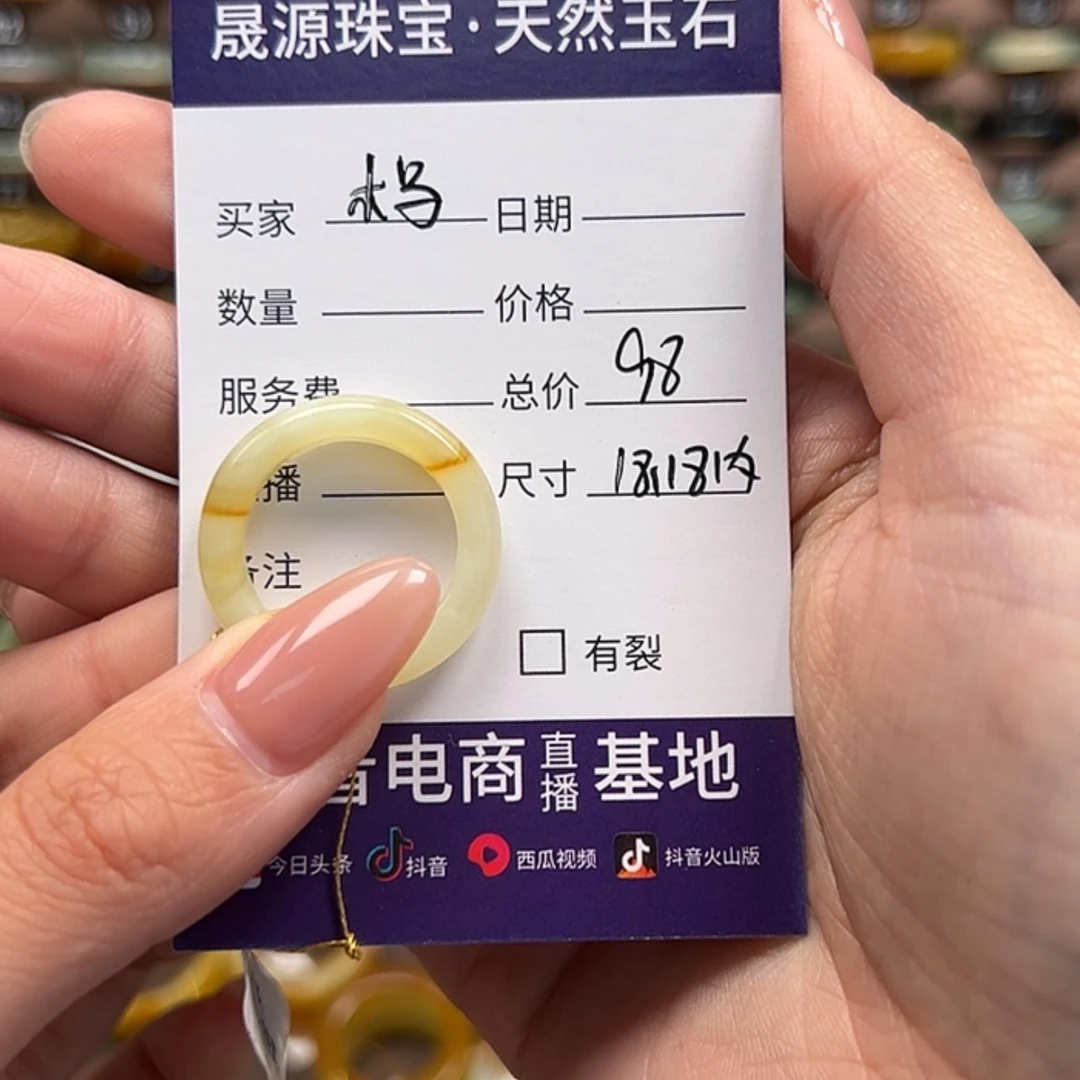 晟源珠宝·天然玉石
买家 日期
数量 价格
服务费 总价 98
播 尺寸
备注
有裂
电商直播基地
今日头条 抖音 西瓜视频 抖音火山版